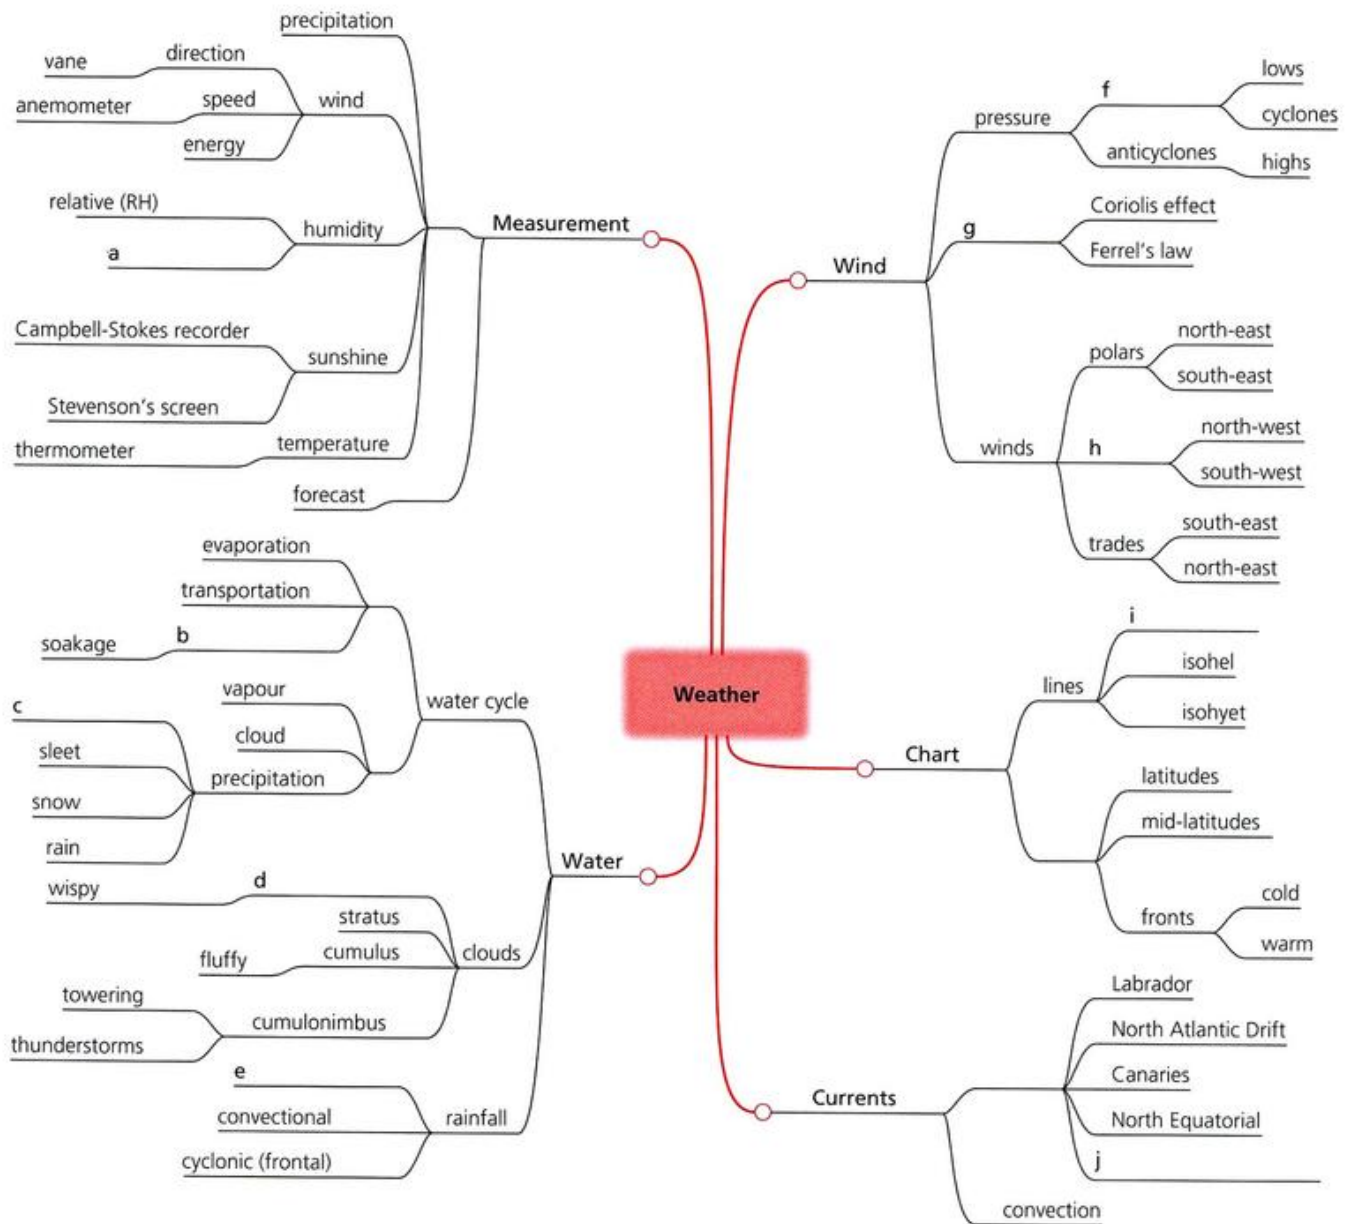 precipitation
direction
vane
speed
wind
anemometer
energy
relative (RH)
humidity
a
Campbell-Stokes recorder
sunshine
Stevenson's screen
temperature
thermometer
forecast
Measurement
evaporation
transportation
b
soakage
vapour
water cycle
c
cloud
sleet
precipitation
snow
rain
Water
d
wispy
stratus
cumulus
clouds
fluffy
towering
cumulonimbus
thunderstorms
e
convectional
rainfall
cyclonic (frontal)
Weather
Wind
pressure
f
lows
cyclones
anticyclones
highs
g
Coriolis effect
Ferrel's law
winds
polars
north-east
south-east
h
north-west
south-west
trades
south-east
north-east
Chart
lines
i
isohel
isohyet
latitudes
mid-latitudes
fronts
cold
warm
Currents
Labrador
North Atlantic Drift
Canaries
North Equatorial
j
convection